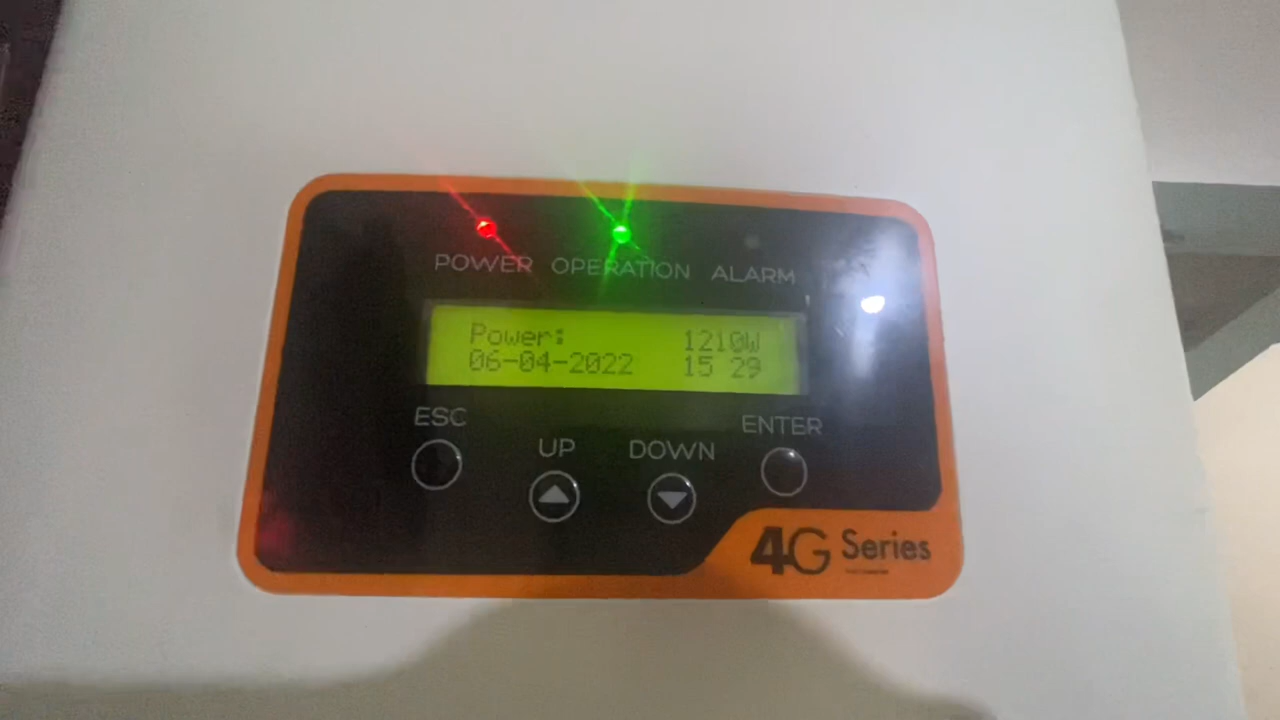 POWER OPERATION ALARM
Power: 1210W
06-04-2022 15 29
ESC UP DOWN ENTER
4G Series